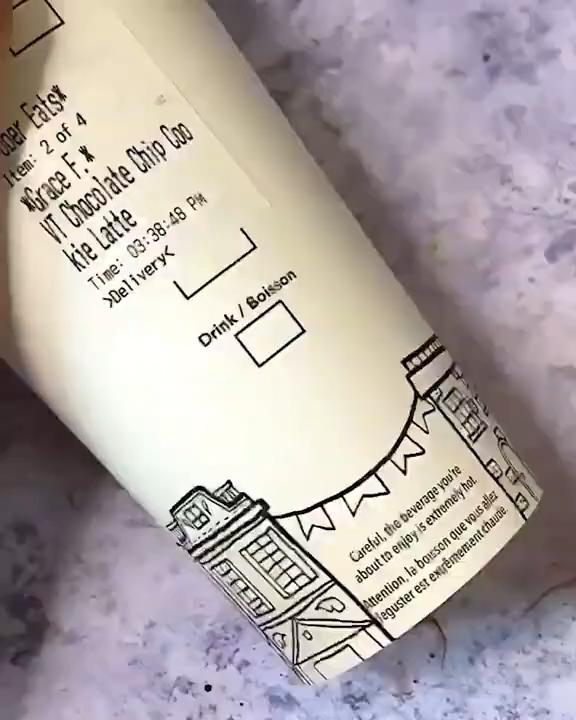 Eats*
Item: 2 of 4
*Grace F.*
VT Chocolate Chip Coo
kie Latte
Time: 03:38:48 PM
>Delivery<
Drink / Boisson
Careful, the beverage you're
about to enjoy is extremely hot.
Attention, la boisson que vous allez
est extrêmement chaude.